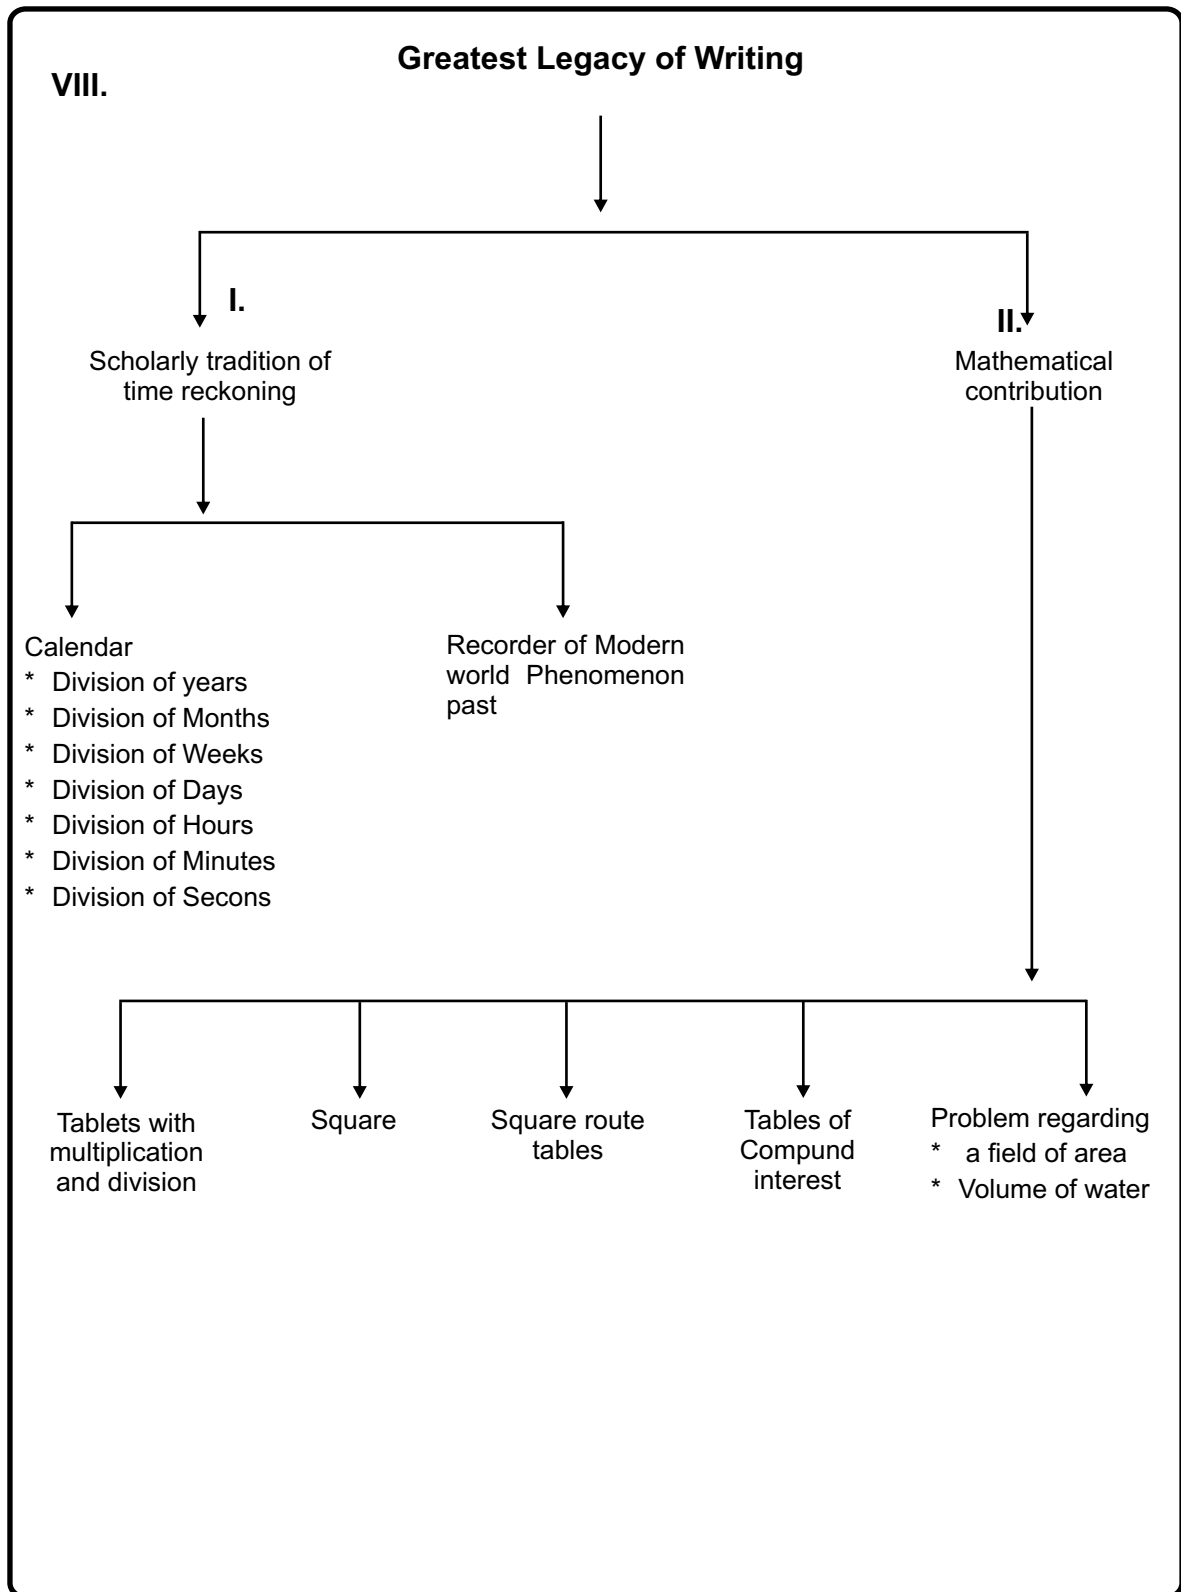 Greatest Legacy of Writing
VIII.
I.
II.
Scholarly tradition of
time reckoning
Mathematical
contribution
Calendar
* Division of years
* Division of Months
* Division of Weeks
* Division of Days
* Division of Hours
* Division of Minutes
* Division of Secons
Recorder of Modern
world Phenomenon
past
Tablets with
multiplication
and division
Square
Square route
tables
Tables of
Compund
interest
Problem regarding
* a field of area
* Volume of water